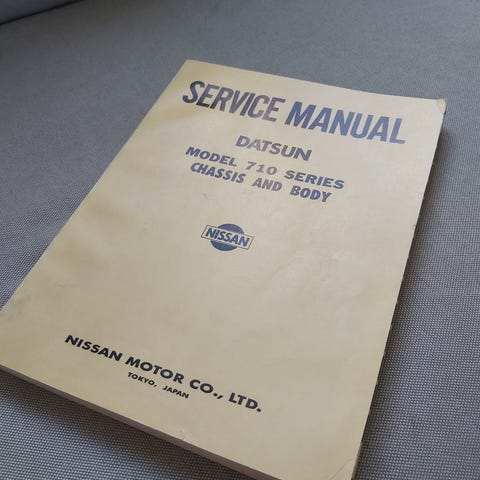 SERVICE MANUAL
DATSUN
MODEL 710 SERIES
CHASSIS AND BODY
NISSAN
NISSAN MOTOR CO., LTD.
TOKYO, JAPAN